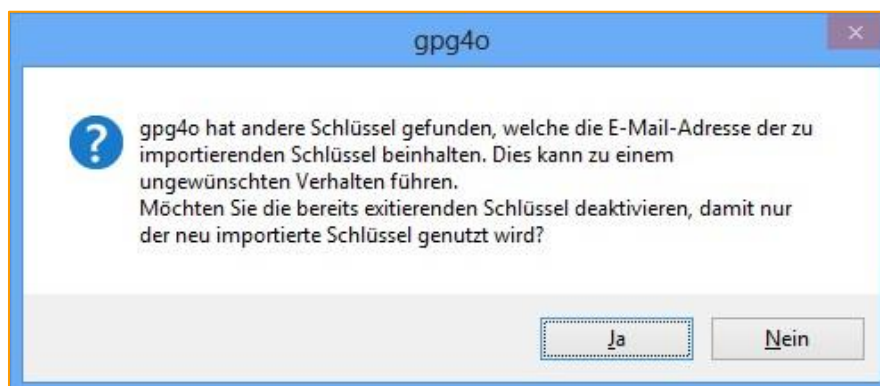 gpg4o
gpg4o hat andere Schlüssel gefunden, welche die E-Mail-Adresse der zu
importierenden Schlüssel beinhalten. Dies kann zu einem
ungewünschten Verhalten führen.
Möchten Sie die bereits exitierenden Schlüssel deaktivieren, damit nur
der neu importierte Schlüssel genutzt wird?
Ja Nein